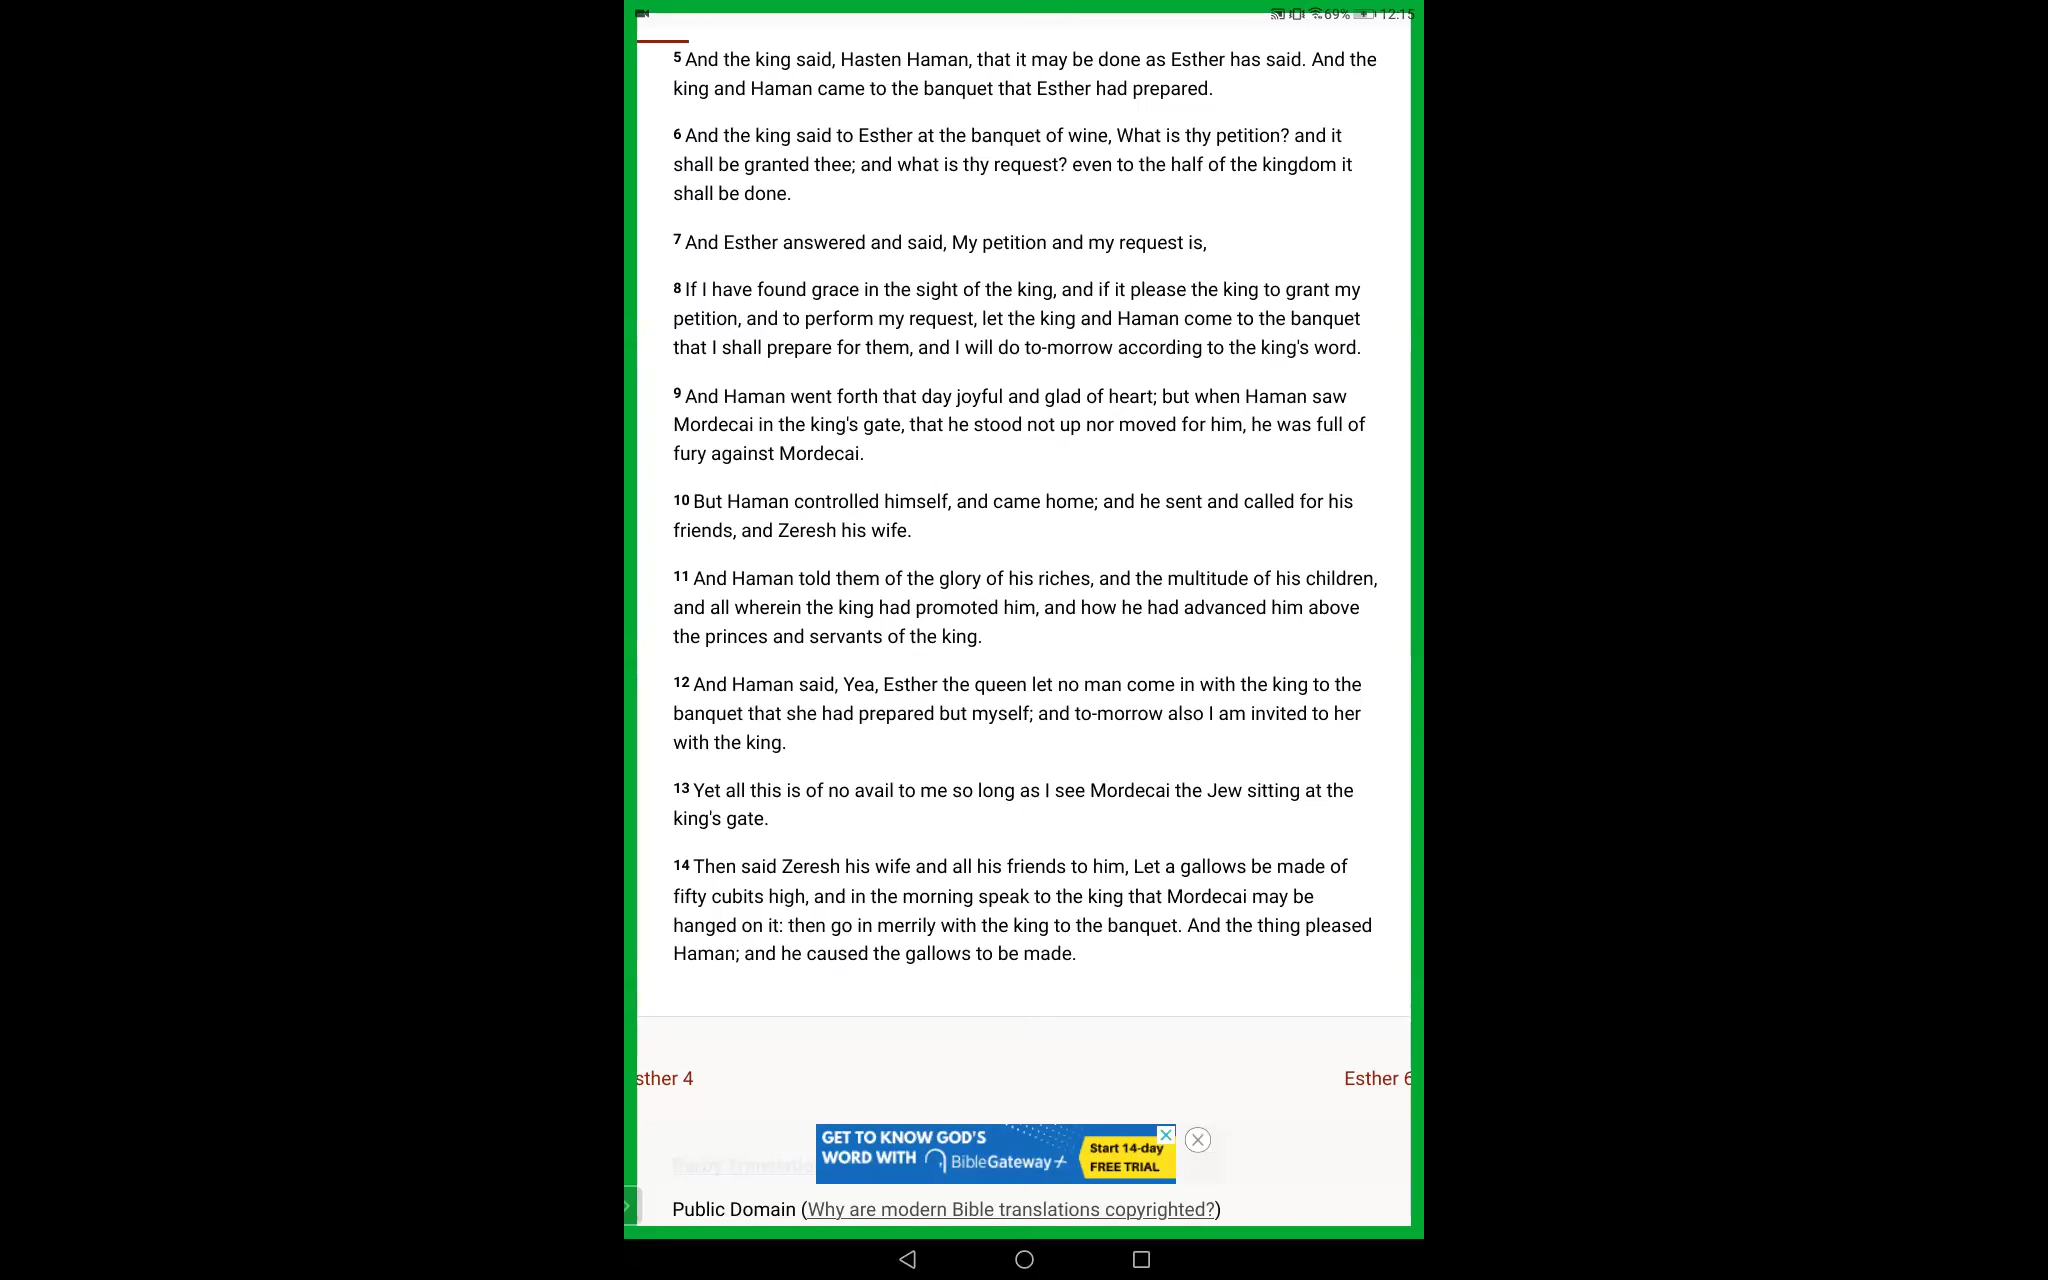 69% 12:15
5 And the king said, Hasten Haman, that it may be done as Esther has said. And the
king and Haman came to the banquet that Esther had prepared.
6 And the king said to Esther at the banquet of wine, What is thy petition? and it
shall be granted thee; and what is thy request? even to the half of the kingdom it
shall be done.
7 And Esther answered and said, My petition and my request is,
8 If I have found grace in the sight of the king, and if it please the king to grant my
petition, and to perform my request, let the king and Haman come to the banquet
that I shall prepare for them, and I will do to-morrow according to the king's word.
9 And Haman went forth that day joyful and glad of heart; but when Haman saw
Mordecai in the king's gate, that he stood not up nor moved for him, he was full of
fury against Mordecai.
10 But Haman controlled himself, and came home; and he sent and called for his
friends, and Zeresh his wife.
11 And Haman told them of the glory of his riches, and the multitude of his children,
and all wherein the king had promoted him, and how he had advanced him above
the princes and servants of the king.
12 And Haman said, Yea, Esther the queen let no man come in with the king to the
banquet that she had prepared but myself; and to-morrow also I am invited to her
with the king.
13 Yet all this is of no avail to me so long as I see Mordecai the Jew sitting at the
king's gate.
14 Then said Zeresh his wife and all his friends to him, Let a gallows be made of
fifty cubits high, and in the morning speak to the king that Mordecai may be
hanged on it: then go in merrily with the king to the banquet. And the thing pleased
Haman; and he caused the gallows to be made.
sther 4
Esther 6
GET TO KNOW GOD'S
WORD WITH BibleGateway+
Start 14-day
FREE TRIAL
Public Domain (Why are modern Bible translations copyrighted?)